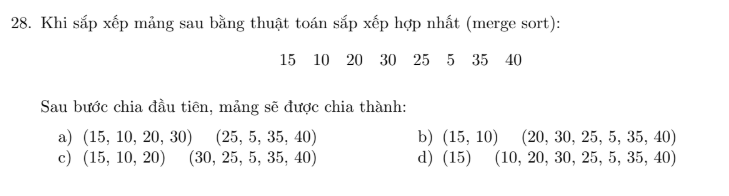 28. Khi sắp xếp mảng sau bằng thuật toán sắp xếp hợp nhất (merge sort):
15 10 20 30 25 5 35 40
Sau bước chia đầu tiên, mảng sẽ được chia thành:
a) (15, 10, 20, 30) (25, 5, 35, 40) b) (15, 10) (20, 30, 25, 5, 35, 40)
c) (15, 10, 20) (30, 25, 5, 35, 40) d) (15) (10, 20, 30, 25, 5, 35, 40)